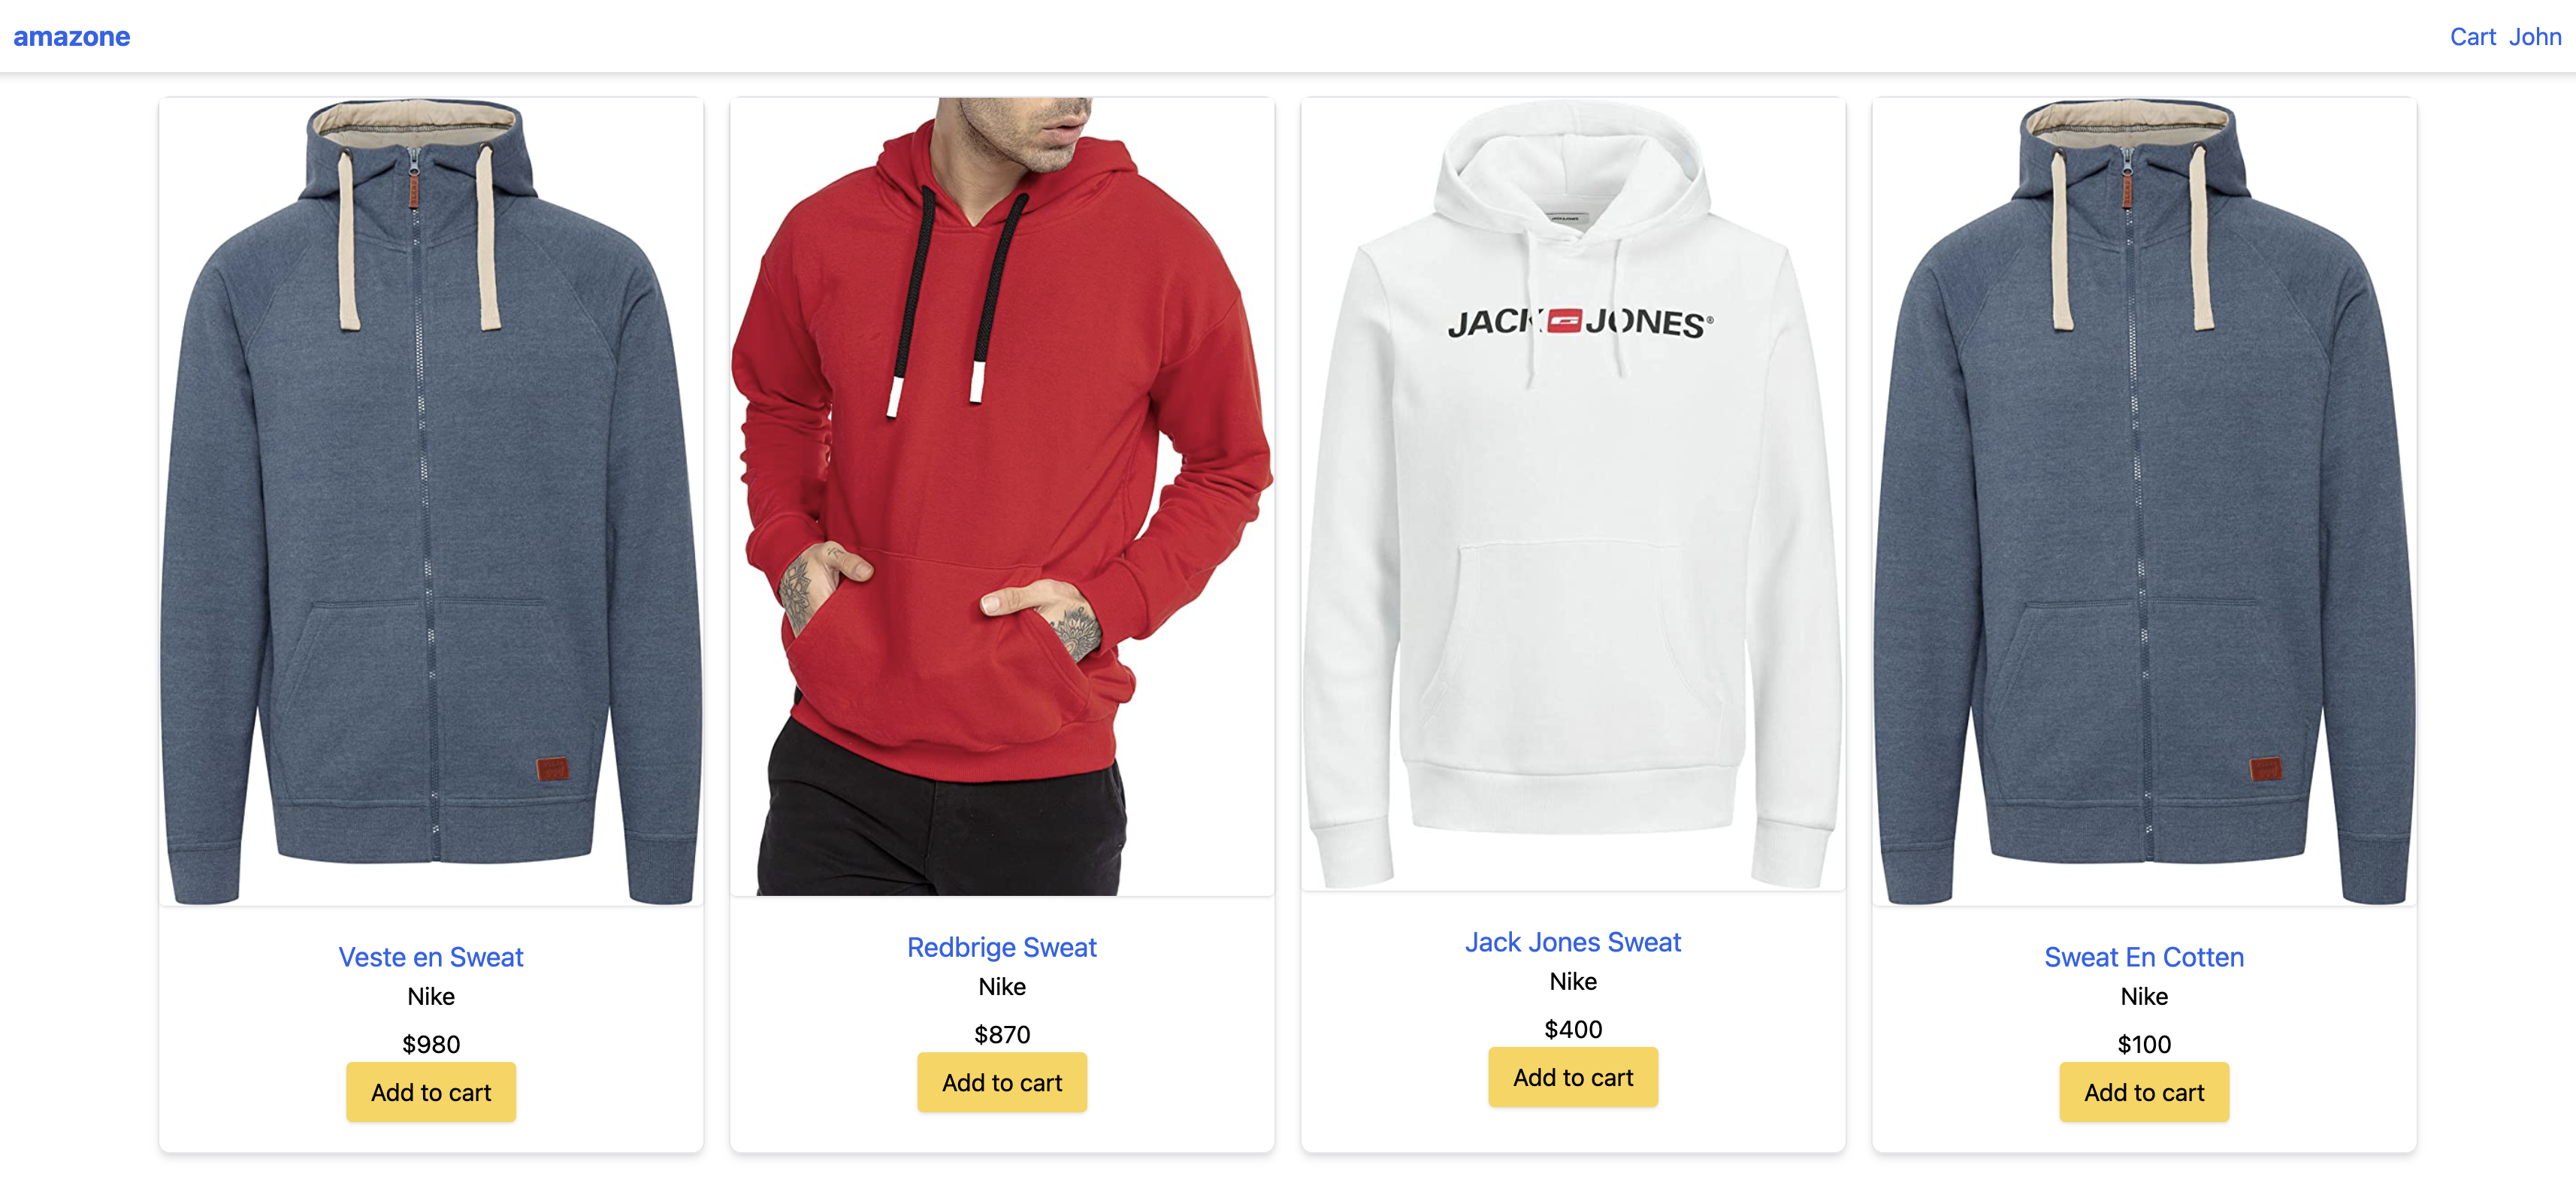 amazone
Cart John
JACK JONES®
Veste en Sweat
Nike
$980
Add to cart
Redbrige Sweat
Nike
$870
Add to cart
Jack Jones Sweat
Nike
$400
Add to cart
Sweat En Cotten
Nike
$100
Add to cart